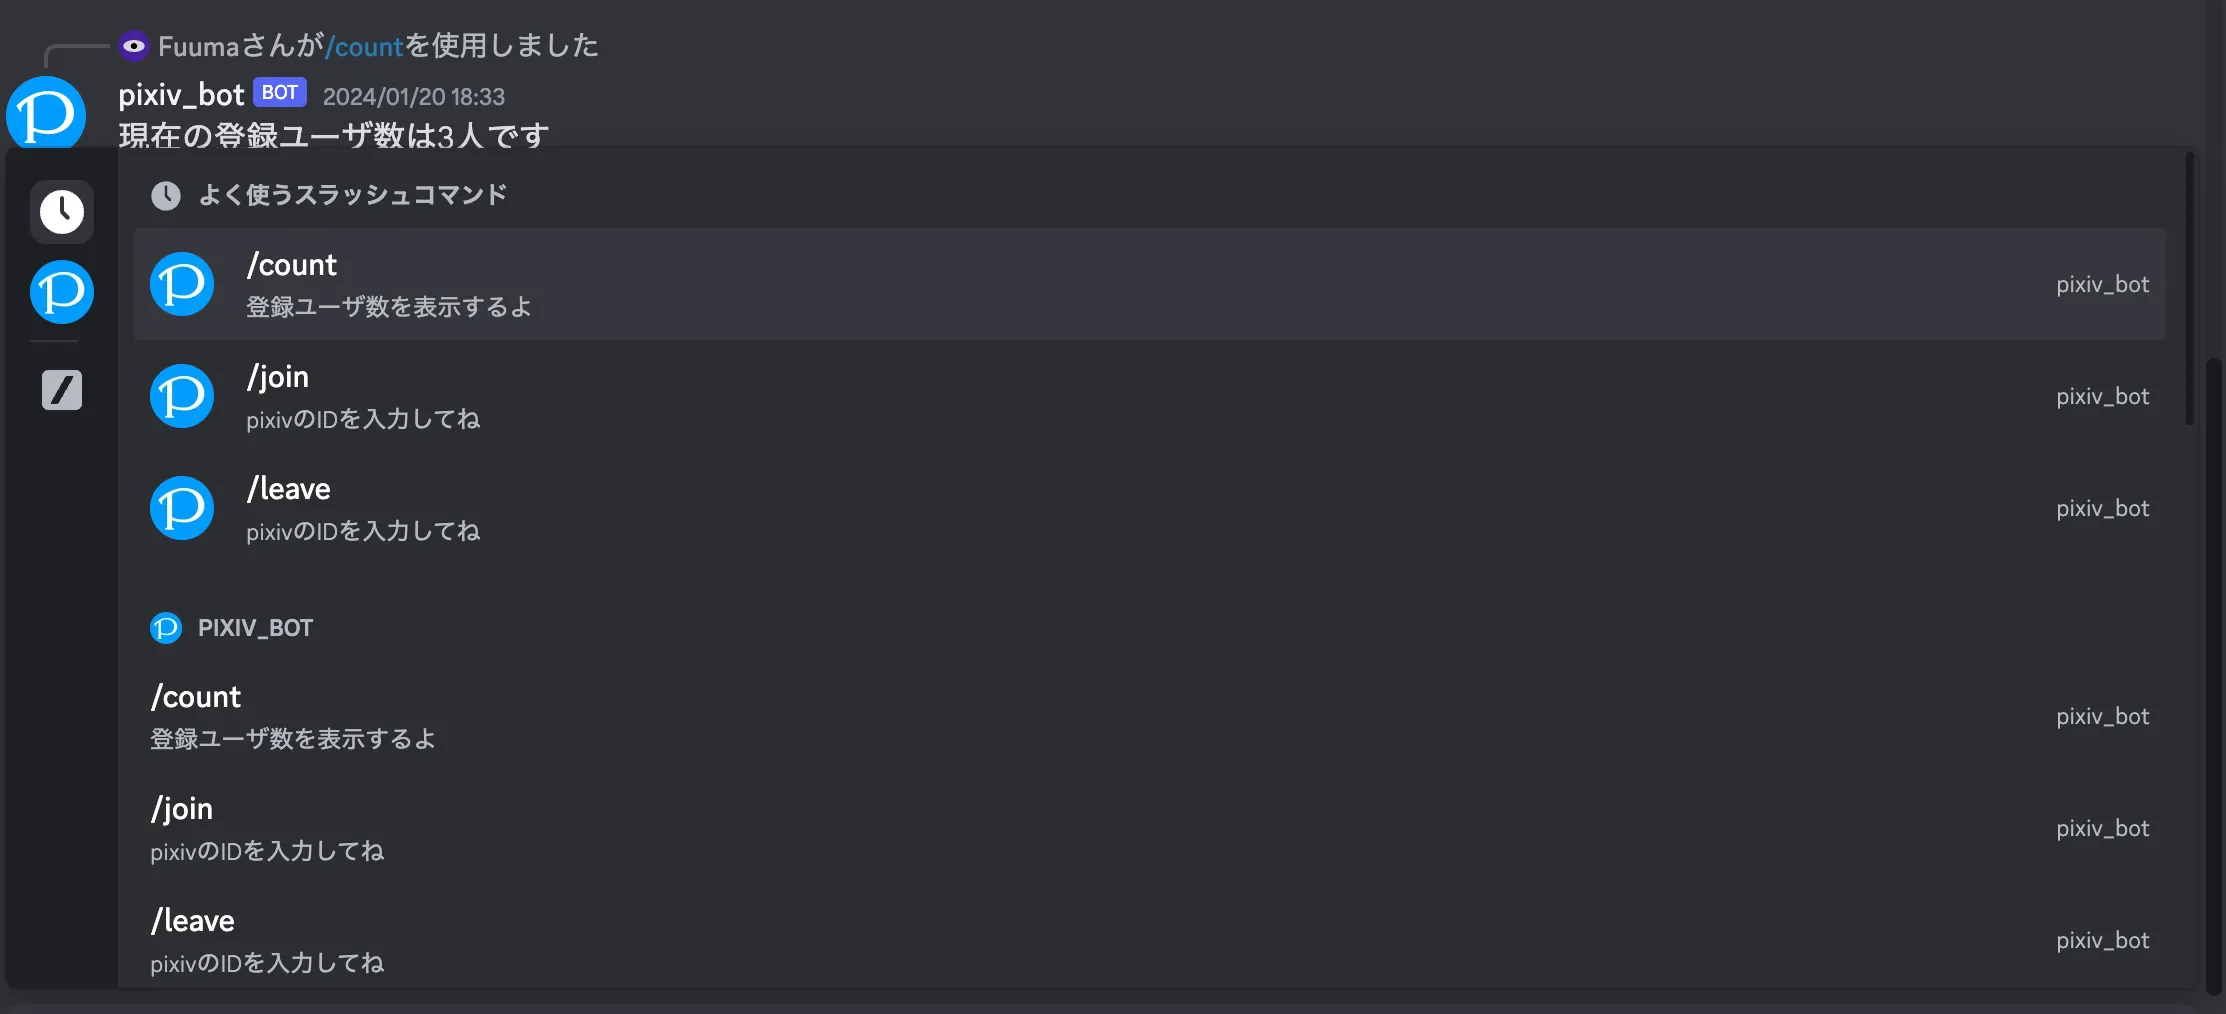 Fuumaさんが/countを使用しました
pixiv_bot BOT 2024/01/20 18:33
現在の登録ユーザ数は3人です
よく使うスラッシュコマンド
/count
登録ユーザ数を表示するよ
pixiv_bot
/join
pixivのIDを入力してね
pixiv_bot
/leave
pixivのIDを入力してね
pixiv_bot
PIXIV_BOT
/count
登録ユーザ数を表示するよ
pixiv_bot
/join
pixivのIDを入力してね
pixiv_bot
/leave
pixivのIDを入力してね
pixiv_bot